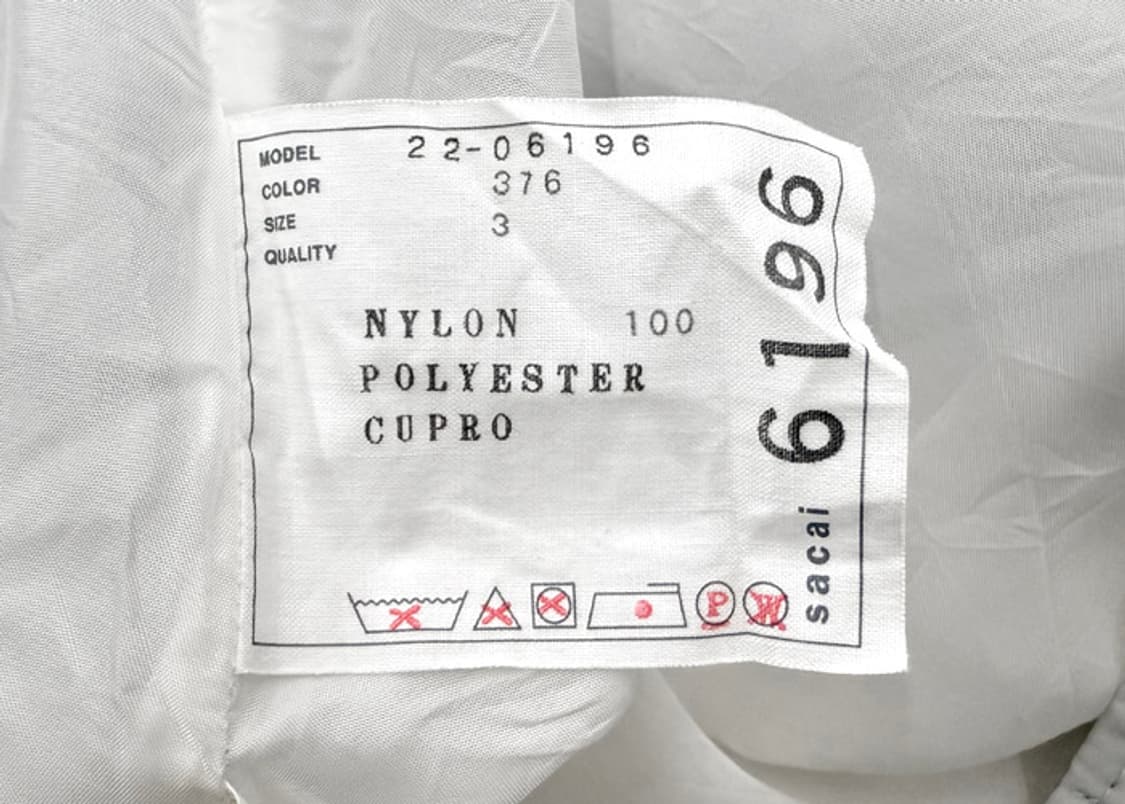 MODEL 22-06196
COLOR 376
SIZE 3
QUALITY
NYLON 100
POLYESTER
CUPRO
P W
sacai 6196